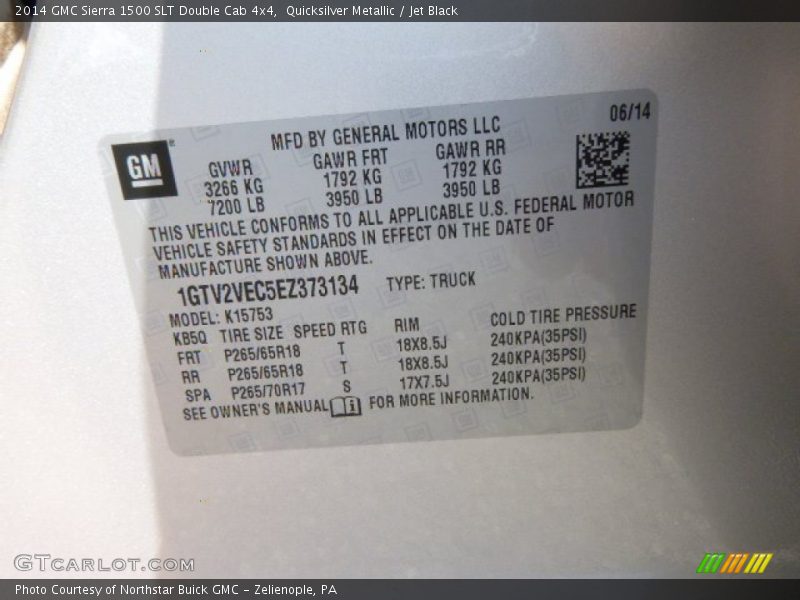 2014 GMC Sierra 1500 SLT Double Cab 4x4,  Quicksilver Metallic / Jet Black
06/14
MFD BY GENERAL MOTORS LLC
GM
GVWR GAWR FRT GAWR RR
3266 KG 1792 KG 1792 KG
7200 LB 3950 LB 3950 LB
THIS VEHICLE CONFORMS TO ALL APPLICABLE U.S. FEDERAL MOTOR
VEHICLE SAFETY STANDARDS IN EFFECT ON THE DATE OF
MANUFACTURE SHOWN ABOVE.
1GTV2VEC5EZ373134 TYPE: TRUCK
MODEL: K15753
KB5Q TIRE SIZE SPEED RTG RIM COLD TIRE PRESSURE
FRT P265/65R18 T 18X8.5J 240KPA(35PSI)
RR P265/65R18 T 18X8.5J 240KPA(35PSI)
SPA P265/70R17 S 17X7.5J 240KPA(35PSI)
SEE OWNER'S MANUAL FOR MORE INFORMATION.
GTCARLOT.COM
Photo Courtesy of Northstar Buick GMC – Zelienople, PA